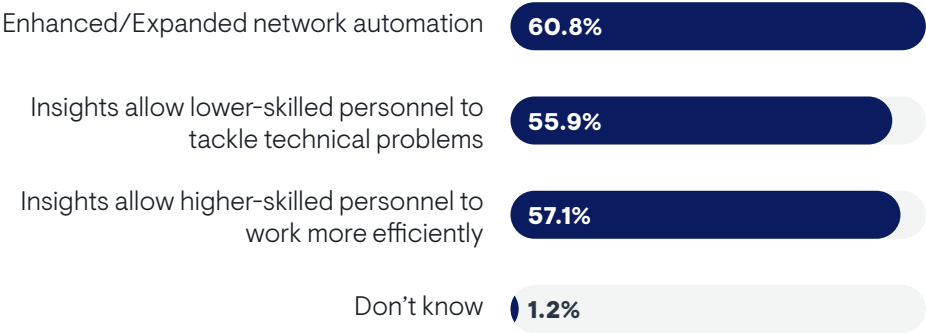 Enhanced/Expanded network automation
60.8%
Insights allow lower-skilled personnel to
tackle technical problems
55.9%
Insights allow higher-skilled personnel to
work more efficiently
57.1%
Don’t know
1.2%